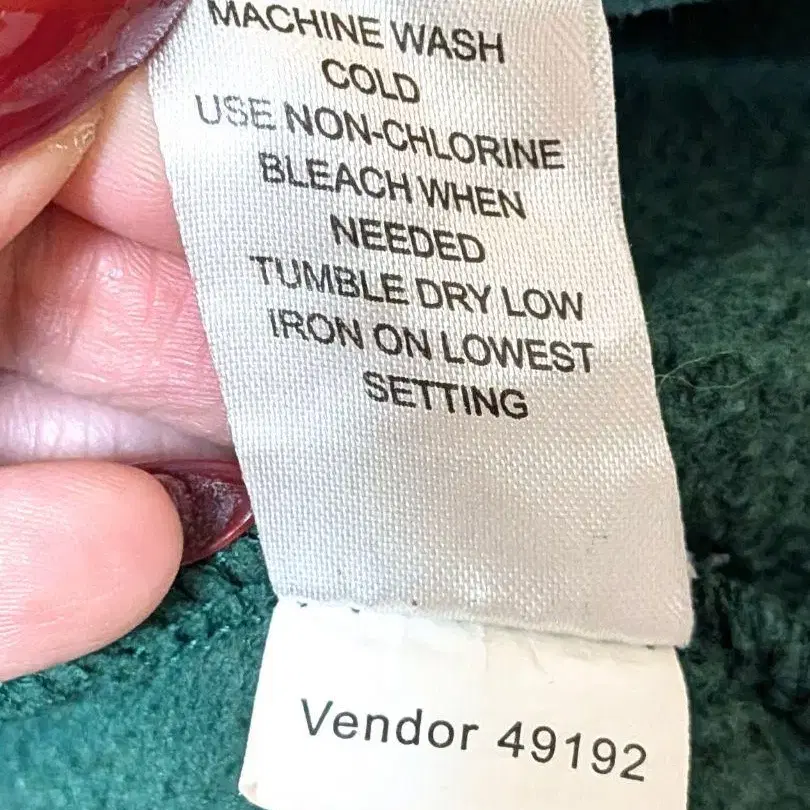 MACHINE WASH
COLD
USE NON-CHLORINE
BLEACH WHEN
NEEDED
TUMBLE DRY LOW
IRON ON LOWEST
SETTING
Vendor 49192